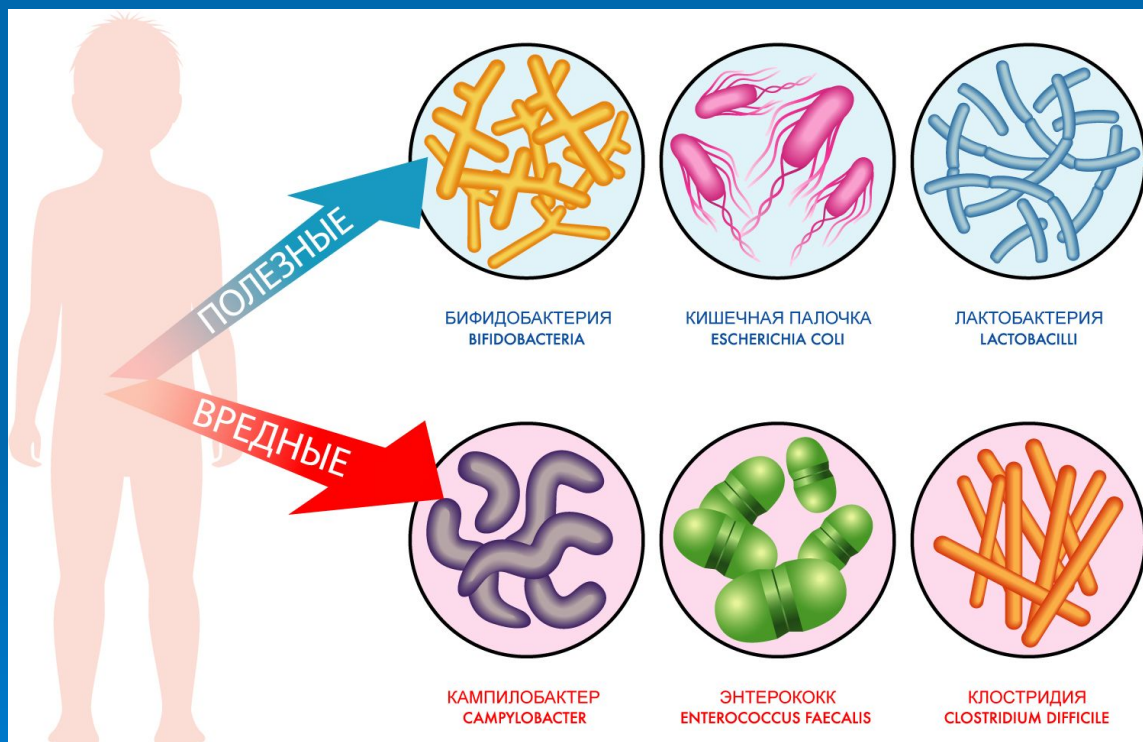 ПОЛЕЗНЫЕ
БИФИДОБАКТЕРИЯ
BIFIDOBACTERIA
КИШЕЧНАЯ ПАЛОЧКА
ESCHERICHIA COLI
ЛАКТОБАКТЕРИЯ
LACTOBACILLI
ВРЕДНЫЕ
КАМПИЛОБАКТЕР
CAMPYLOBACTER
ЭНТЕРОКОКК
ENTEROCOCCUS FAECALIS
КЛОСТРИДИЯ
CLOSTRIDIUM DIFFICILE